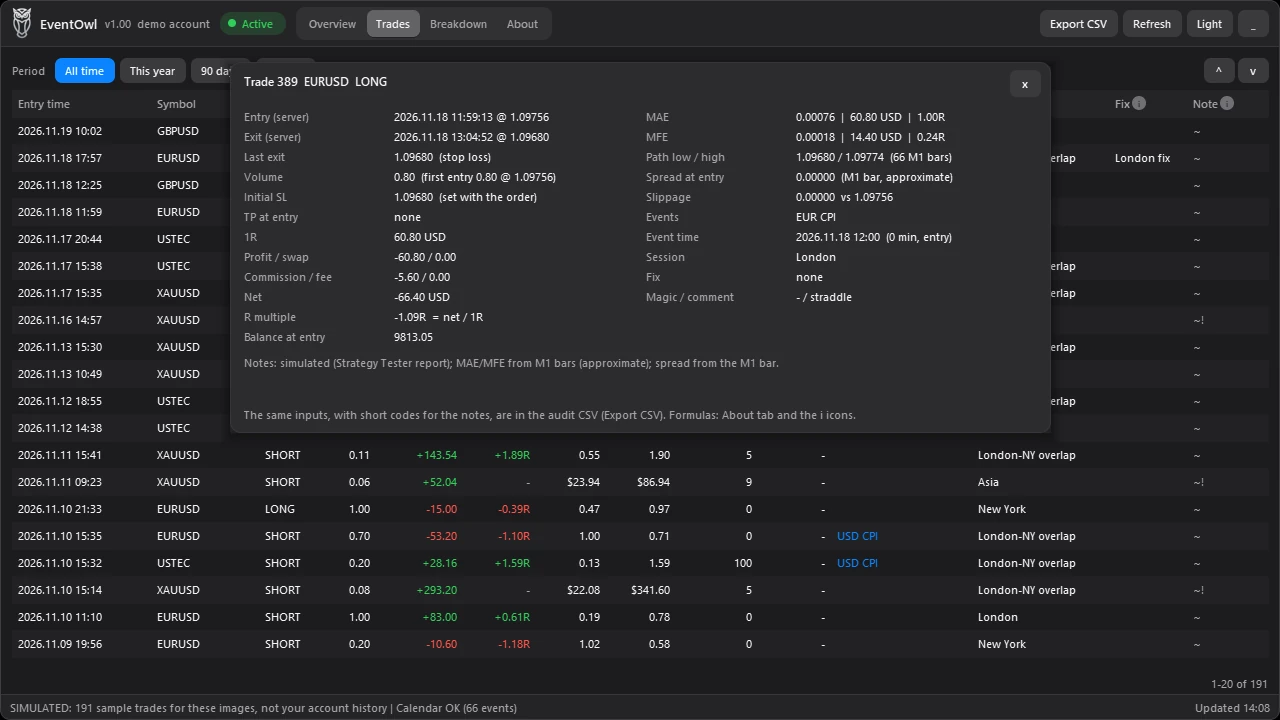 EventOwl v1.00 demo account Active Overview Trades Breakdown About Export CSV Refresh Light _
Period All time This year 90 da ^ v
Entry time Symbol Fix i Note i
Trade 389 EURUSD LONG x
Entry (server) 2026.11.18 11:59:13 @ 1.09756 MAE 0.00076 | 60.80 USD | 1.00R
Exit (server) 2026.11.18 13:04:52 @ 1.09680 MFE 0.00018 | 14.40 USD | 0.24R
Last exit 1.09680 (stop loss) Path low / high 1.09680 / 1.09774 (66 M1 bars)
Volume 0.80 (first entry 0.80 @ 1.09756) Spread at entry 0.00000 (M1 bar, approximate)
Initial SL 1.09680 (set with the order) Slippage 0.00000 vs 1.09756
TP at entry none Events EUR CPI
1R 60.80 USD Event time 2026.11.18 12:00 (0 min, entry)
Profit / swap -60.80 / 0.00 Session London
Commission / fee -5.60 / 0.00 Fix none
Net -66.40 USD Magic / comment - / straddle
R multiple -1.09R = net / 1R
Balance at entry 9813.05
Notes: simulated (Strategy Tester report); MAE/MFE from M1 bars (approximate); spread from the M1 bar.
The same inputs, with short codes for the notes, are in the audit CSV (Export CSV). Formulas: About tab and the i icons.
2026.11.19 10:02 GBPUSD ~
2026.11.18 17:57 EURUSD erlap London fix ~
2026.11.18 12:25 GBPUSD ~
2026.11.18 11:59 EURUSD ~
2026.11.17 20:44 USTEC ~
2026.11.17 15:38 USTEC erlap ~
2026.11.17 15:35 XAUUSD erlap ~
2026.11.16 14:57 XAUUSD ~!
2026.11.13 15:30 XAUUSD erlap ~
2026.11.13 10:49 XAUUSD ~
2026.11.12 18:55 USTEC erlap ~
2026.11.12 14:38 USTEC ~
2026.11.11 15:41 XAUUSD SHORT 0.11 +143.54 +1.89R 0.55 1.90 5 - London-NY overlap ~
2026.11.11 09:23 XAUUSD SHORT 0.06 +52.04 - $23.94 $86.94 9 - Asia ~!
2026.11.10 21:33 EURUSD LONG 1.00 -15.00 -0.39R 0.47 0.97 0 - New York ~
2026.11.10 15:35 EURUSD SHORT 0.70 -53.20 -1.10R 1.00 0.71 0 - USD CPI London-NY overlap ~
2026.11.10 15:32 USTEC SHORT 0.20 +28.16 +1.59R 0.13 1.59 100 - USD CPI London-NY overlap ~
2026.11.10 15:14 XAUUSD SHORT 0.08 +293.20 - $22.08 $341.60 5 - London-NY overlap ~!
2026.11.10 11:10 EURUSD SHORT 1.00 +83.00 +0.61R 0.19 0.78 0 - London ~
2026.11.09 19:56 EURUSD SHORT 0.20 -10.60 -1.18R 1.02 0.58 0 - New York ~
1-20 of 191
SIMULATED: 191 sample trades for these images, not your account history | Calendar OK (66 events) Updated 14:08